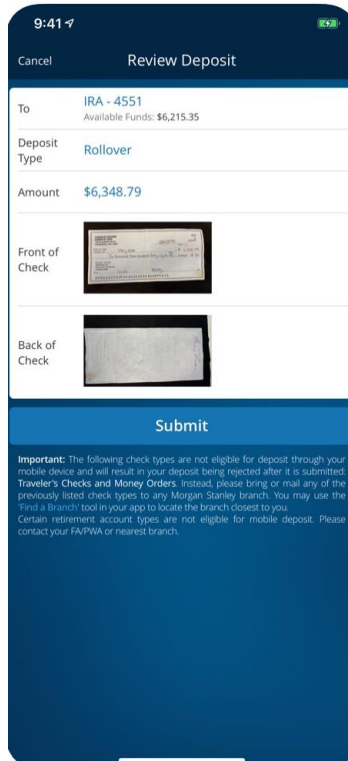 9:41
Cancel Review Deposit
To IRA - 4551
Available Funds: $6,215.35
Deposit Type Rollover
Amount $6,348.79
Front of
Check
Back of
Check
Submit
Important: The following check types are not eligible for deposit through your
mobile device and will result in your deposit being rejected after it is submitted:
Traveler's Checks and Money Orders. Instead, please bring or mail any of the
previously listed check types to any Morgan Stanley branch. You may use the
'Find a Branch' tool in your app to locate the branch closest to you.
Certain retirement account types are not eligible for mobile deposit. Please
contact your FA/PWA or nearest branch.